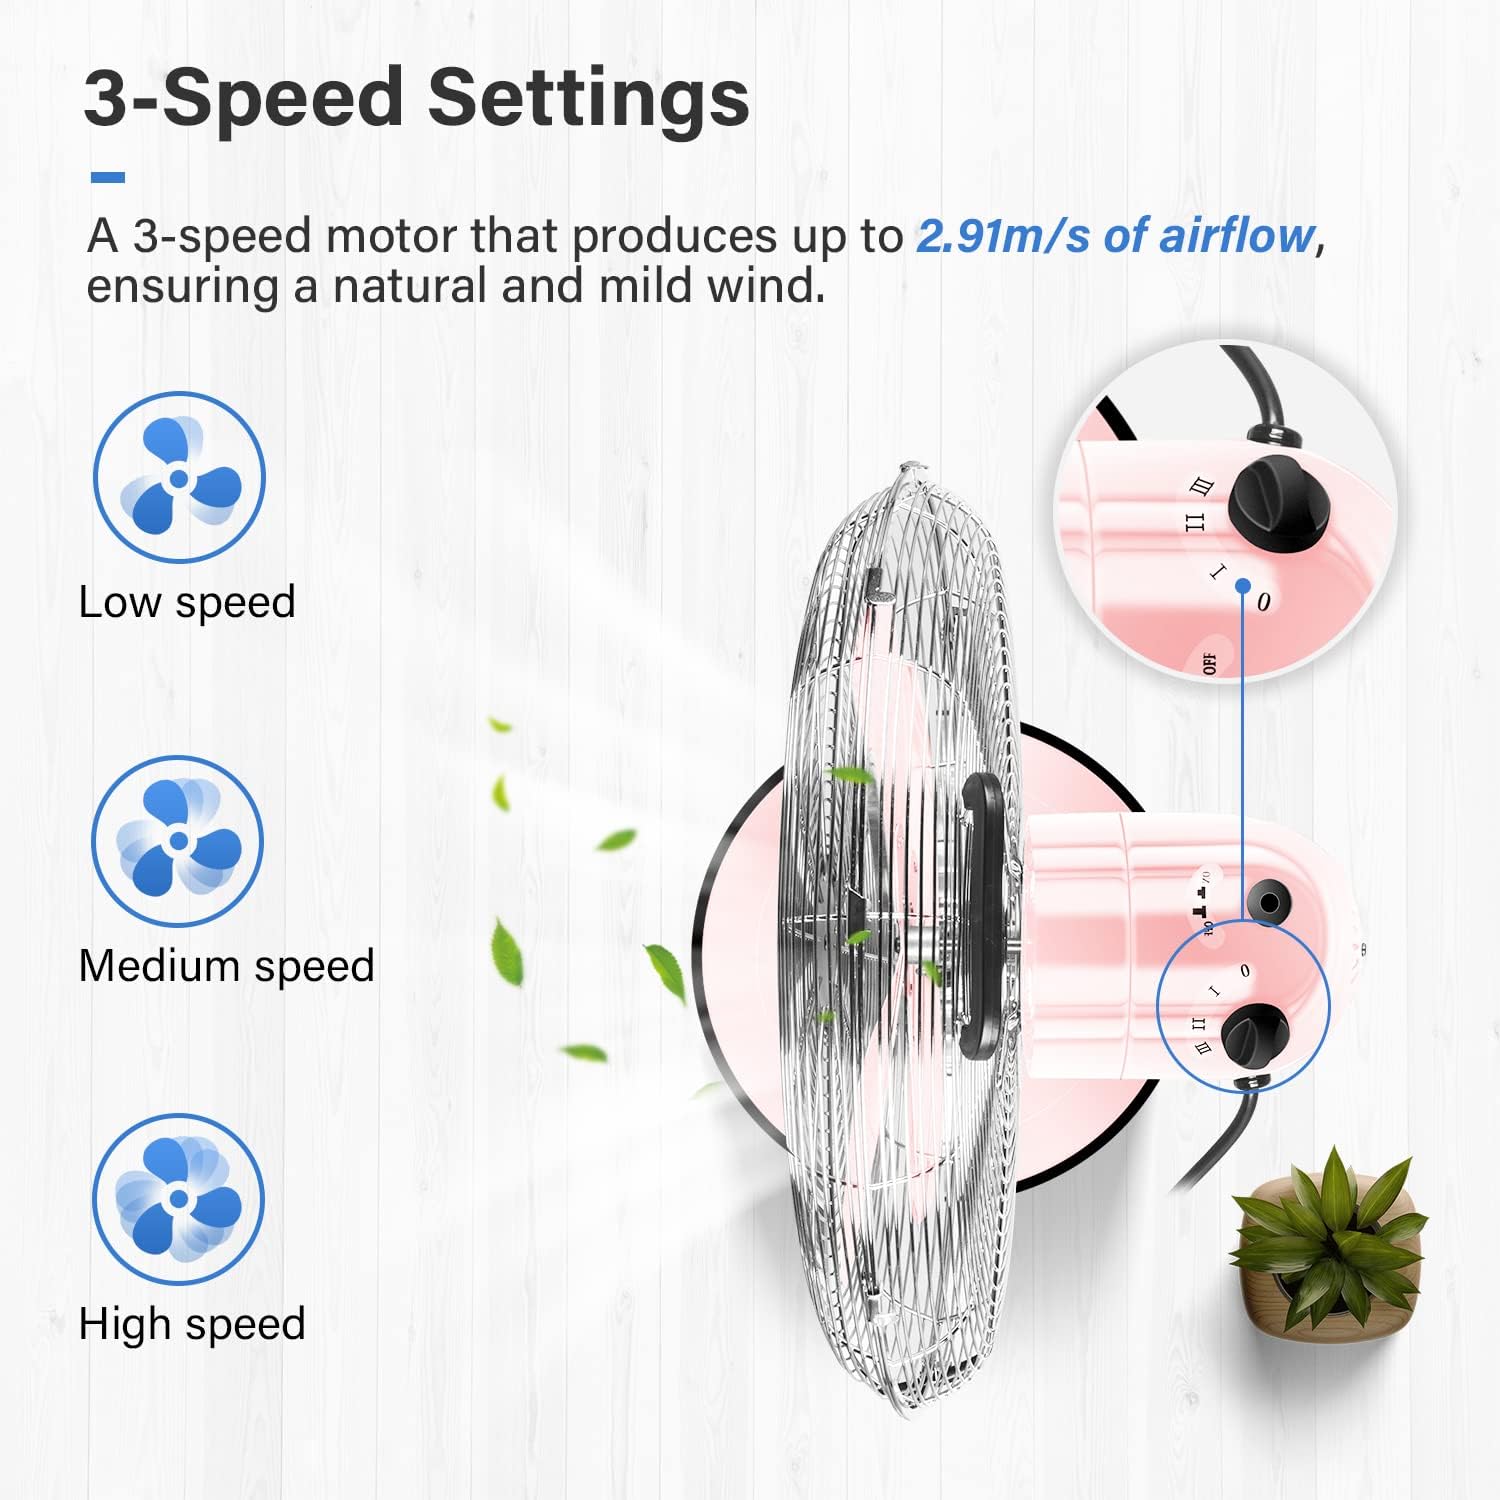 3-Speed Settings
A 3-speed motor that produces up to 2.91m/s of airflow,
ensuring a natural and mild wind.
Low speed
Medium speed
High speed
III
II
I
0
OFF
0
I
II
III